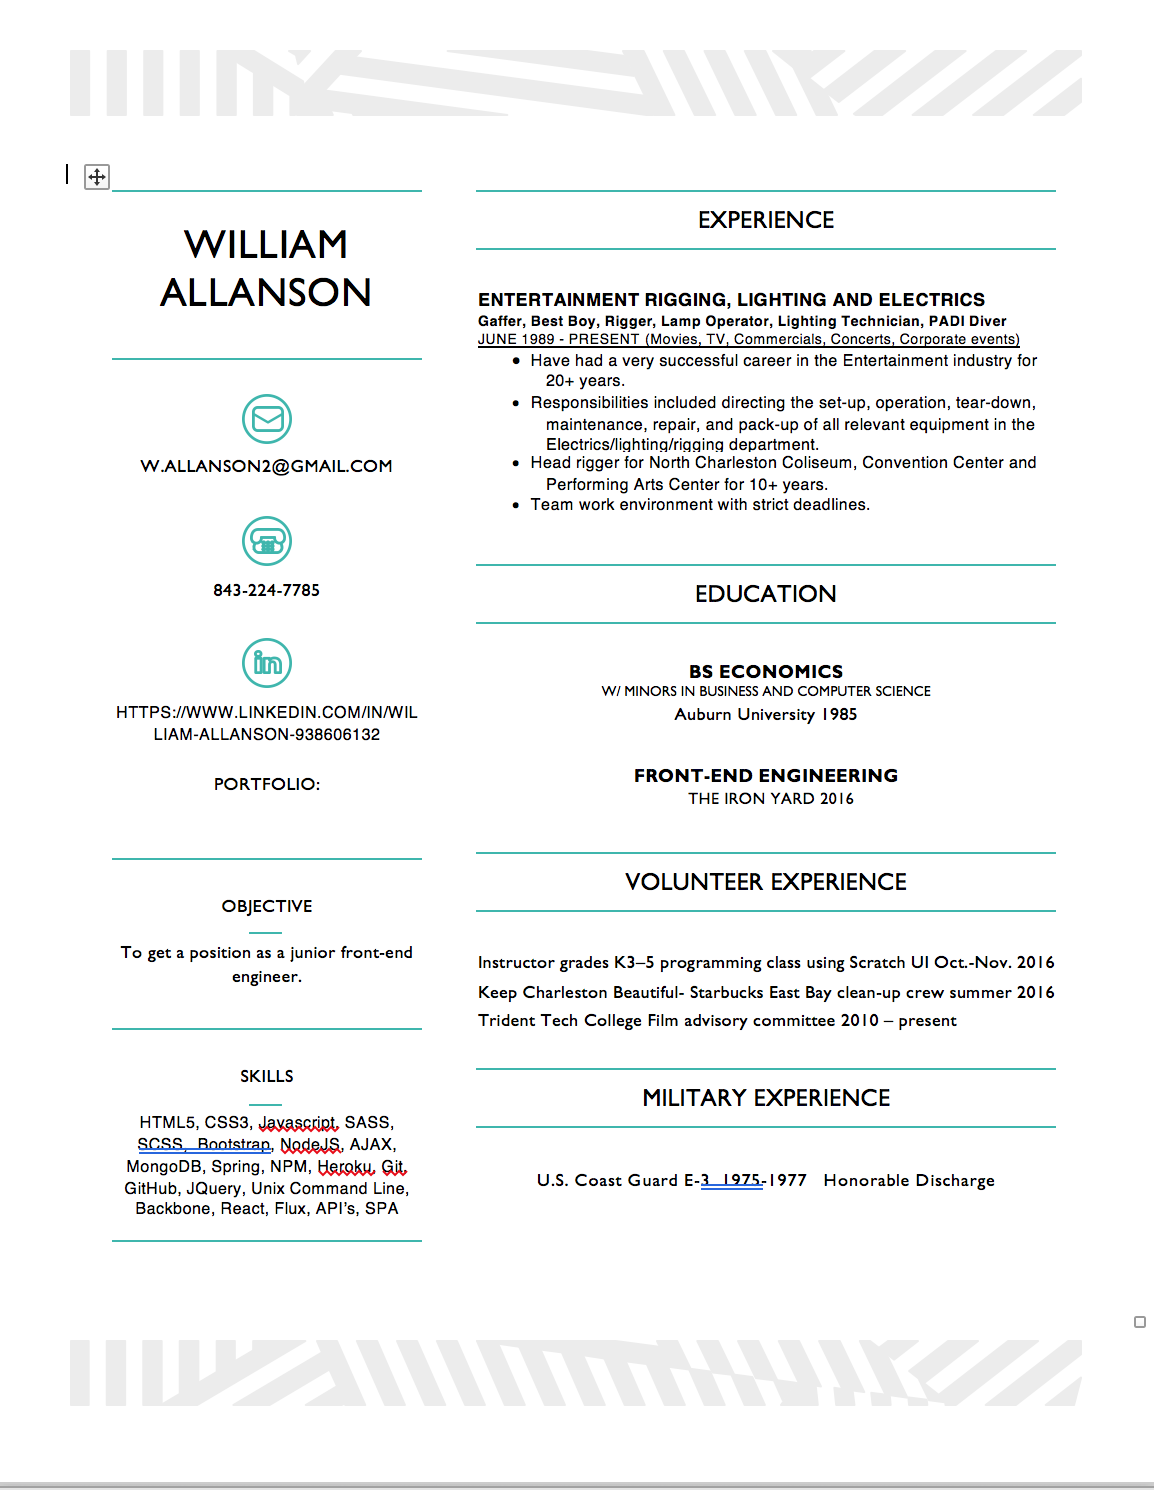 WILLIAM
ALLANSON
W.ALLANSON2@GMAIL.COM
843-224-7785
in
HTTPS://WWW.LINKEDIN.COM/IN/WIL
LIAM-ALLANSON-938606132
PORTFOLIO:
OBJECTIVE
To get a position as a junior front-end
engineer.
SKILLS
HTML5, CSS3, Javascript, SASS,
SCSS, Bootstrap, NodeJS, AJAX,
MongoDB, Spring, NPM, Heroku, Git,
GitHub, JQuery, Unix Command Line,
Backbone, React, Flux, API's, SPA
EXPERIENCE
ENTERTAINMENT RIGGING, LIGHTING AND ELECTRICS
Gaffer, Best Boy, Rigger, Lamp Operator, Lighting Technician, PADI Diver
JUNE 1989 - PRESENT (Movies, TV, Commercials, Concerts, Corporate events)
• Have had a very successful career in the Entertainment industry for
20+ years.
• Responsibilities included directing the set-up, operation, tear-down,
maintenance, repair, and pack-up of all relevant equipment in the
Electrics/lighting/rigging department.
• Head rigger for North Charleston Coliseum, Convention Center and
Performing Arts Center for 10+ years.
• Team work environment with strict deadlines.
EDUCATION
BS ECONOMICS
W/ MINORS IN BUSINESS AND COMPUTER SCIENCE
Auburn University 1985
FRONT-END ENGINEERING
THE IRON YARD 2016
VOLUNTEER EXPERIENCE
Instructor grades K3–5 programming class using Scratch UI Oct.-Nov. 2016
Keep Charleston Beautiful- Starbucks East Bay clean-up crew summer 2016
Trident Tech College Film advisory committee 2010 – present
MILITARY EXPERIENCE
U.S. Coast Guard E-3 1975-1977 Honorable Discharge